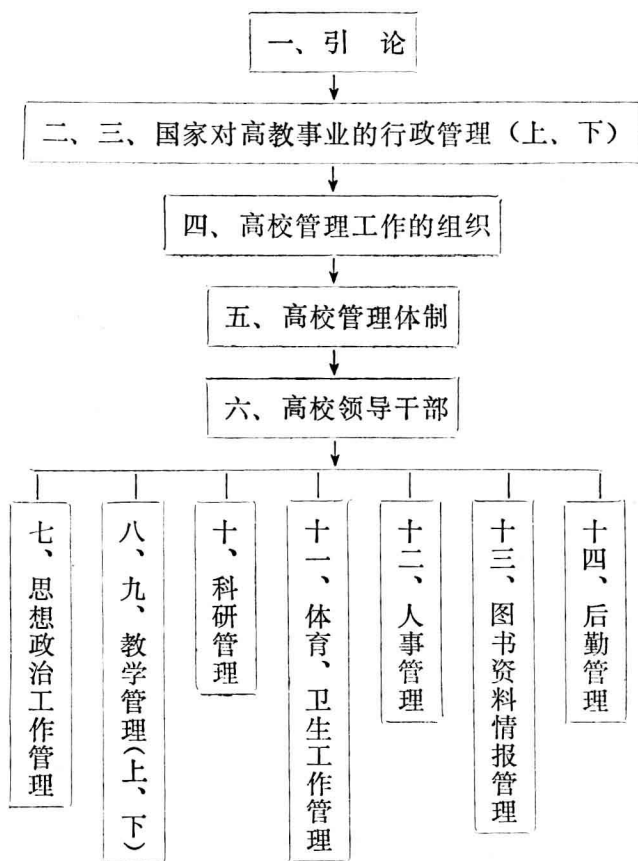 一、引　论
二、三、国家对高教事业的行政管理（上、下）
四、高校管理工作的组织
五、高校管理体制
六、高校领导干部
七、思想政治工作管理
八、九、教学管理（上、下）
十、科研管理
十一、体育、卫生工作管理
十二、人事管理
十三、图书资料情报管理
十四、后勤管理